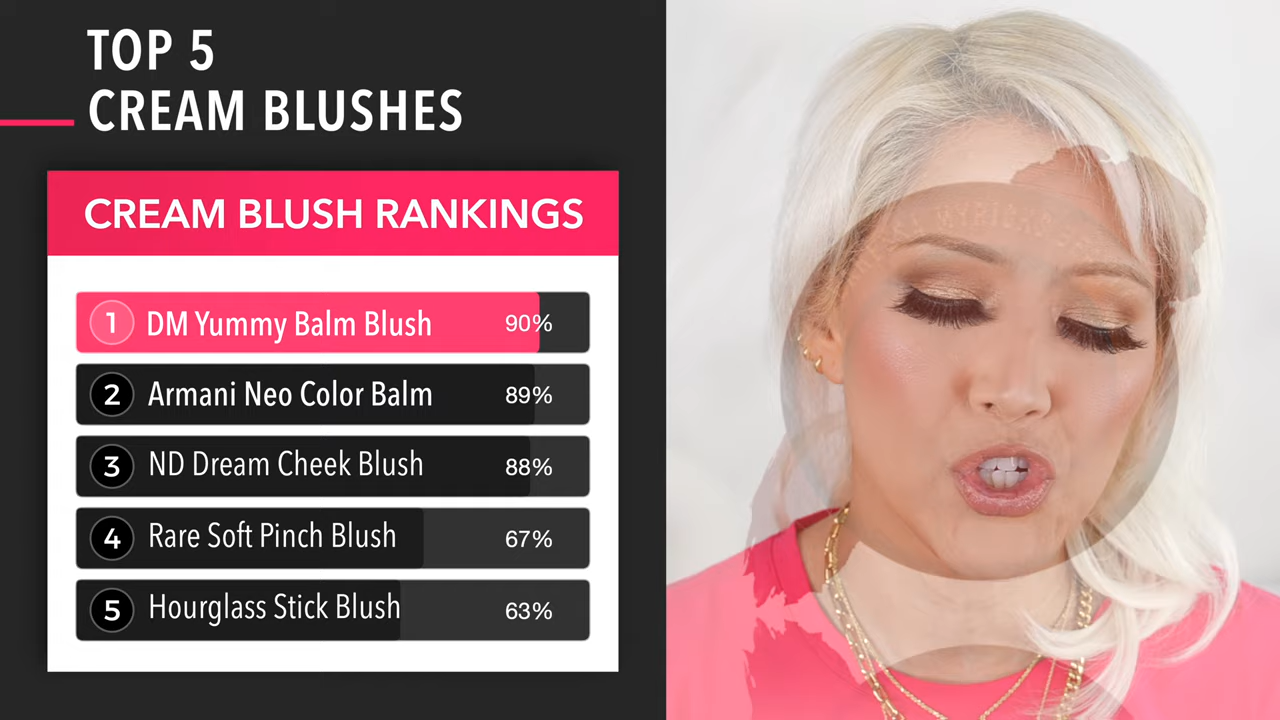 TOP 5
CREAM BLUSHES
CREAM BLUSH RANKINGS
1 DM Yummy Balm Blush 90%
2 Armani Neo Color Balm 89%
3 ND Dream Cheek Blush 88%
4 Rare Soft Pinch Blush 67%
5 Hourglass Stick Blush 63%